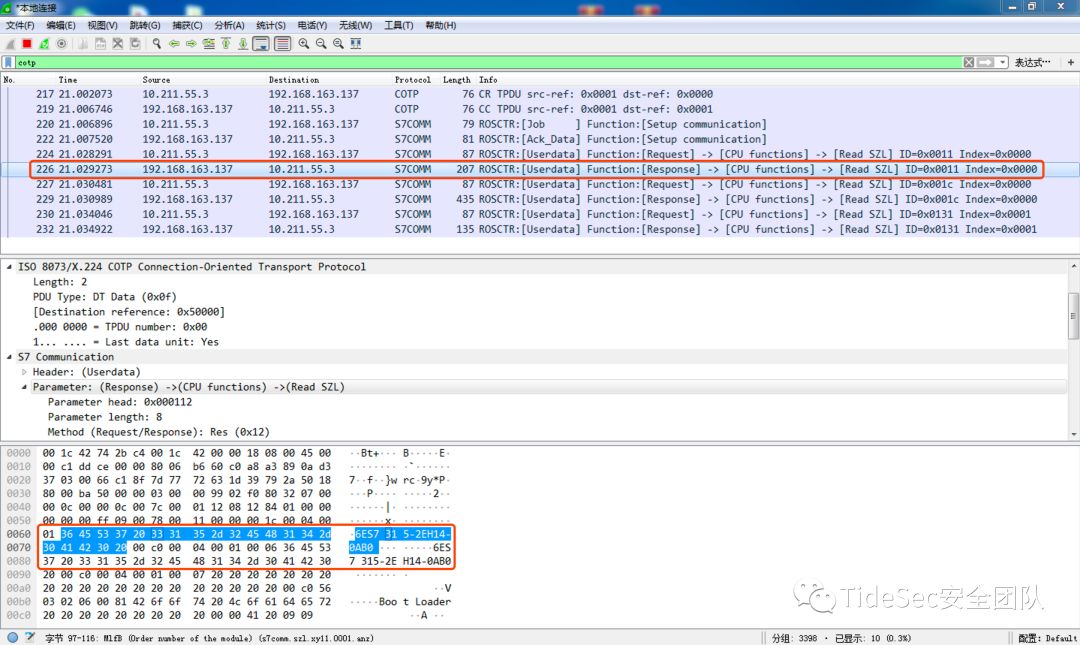 *本地连接
文件(F) 编辑(E) 视图(V) 跳转(G) 捕获(C) 分析(A) 统计(S) 电话(Y) 无线(W) 工具(T) 帮助(H)
cotp 表达式… +
No. Time Source Destination Protocol Length Info
217 21.002073 10.211.55.3 192.168.163.137 COTP 76 CR TPDU src-ref: 0x0001 dst-ref: 0x0000
219 21.006746 192.168.163.137 10.211.55.3 COTP 76 CC TPDU src-ref: 0x0001 dst-ref: 0x0001
220 21.006896 10.211.55.3 192.168.163.137 S7COMM 79 ROSCTR:[Job ] Function:[Setup communication]
222 21.007520 192.168.163.137 10.211.55.3 S7COMM 81 ROSCTR:[Ack_Data] Function:[Setup communication]
224 21.028291 10.211.55.3 192.168.163.137 S7COMM 87 ROSCTR:[Userdata] Function:[Request] -> [CPU functions] -> [Read SZL] ID=0x0011 Index=0x0000
226 21.029273 192.168.163.137 10.211.55.3 S7COMM 207 ROSCTR:[Userdata] Function:[Response] -> [CPU functions] -> [Read SZL] ID=0x0011 Index=0x0000
227 21.030481 10.211.55.3 192.168.163.137 S7COMM 87 ROSCTR:[Userdata] Function:[Request] -> [CPU functions] -> [Read SZL] ID=0x001c Index=0x0000
229 21.030989 192.168.163.137 10.211.55.3 S7COMM 435 ROSCTR:[Userdata] Function:[Response] -> [CPU functions] -> [Read SZL] ID=0x001c Index=0x0000
230 21.034046 10.211.55.3 192.168.163.137 S7COMM 87 ROSCTR:[Userdata] Function:[Request] -> [CPU functions] -> [Read SZL] ID=0x0131 Index=0x0001
232 21.034922 192.168.163.137 10.211.55.3 S7COMM 135 ROSCTR:[Userdata] Function:[Response] -> [CPU functions] -> [Read SZL] ID=0x0131 Index=0x0001
ISO 8073/X.224 COTP Connection-Oriented Transport Protocol
Length: 2
PDU Type: DT Data (0x0f)
[Destination reference: 0x50000]
.000 0000 = TPDU number: 0x00
1... .... = Last data unit: Yes
S7 Communication
Header: (Userdata)
Parameter: (Response) ->(CPU functions) ->(Read SZL)
Parameter head: 0x000112
Parameter length: 8
Method (Request/Response): Res (0x12)
0000 00 1c 42 74 2b c4 00 1c 42 00 00 18 08 00 45 00 ··Bt+··· B·····E·
0010 00 c1 dd ce 00 00 80 06 b6 60 c0 a8 a3 89 0a d3 ········ ·`······
0020 37 03 00 66 c1 8f 7d 77 72 63 1d 39 79 2a 50 18 7··f··}w rc·9y*P·
0030 80 00 ba 50 00 00 03 00 00 99 02 f0 80 32 07 00 ···P···· ·····2··
0040 00 0c 00 00 0c 00 7c 00 01 12 08 12 84 01 00 00 ······|· ········
0050 00 00 00 ff 09 00 78 00 11 00 00 00 1c 00 04 00 ······x· ········
0060 01 36 45 53 37 20 33 31 35 2d 32 45 48 31 34 2d ·6ES7 31 5-2EH14-
0070 30 41 42 30 20 00 c0 00 04 00 01 00 06 36 45 53 0AB0 ··· ·····6ES
0080 37 20 33 31 35 2d 32 45 48 31 34 2d 30 41 42 30 7 315-2E H14-0AB0
0090 20 00 c0 00 04 00 01 00 07 20 20 20 20 20 20 20 ·······  ·
00a0 20 20 20 20 20 20 20 20 20 20 20 20 20 00 c0 56 ··V
00b0 03 02 06 00 81 42 6f 6f 74 20 4c 6f 61 64 65 72 ·····Boo t Loader
00c0 20 20 20 20 20 20 20 20 20 00 00 41 20 09 09 ··A ··
TideSec安全团队
字节 97-116: MlfB (Order number of the module) (s7comm.szl.xy11.0001.anz) 分组: 3398 · 已显示: 10 (0.3%) 配置: Default